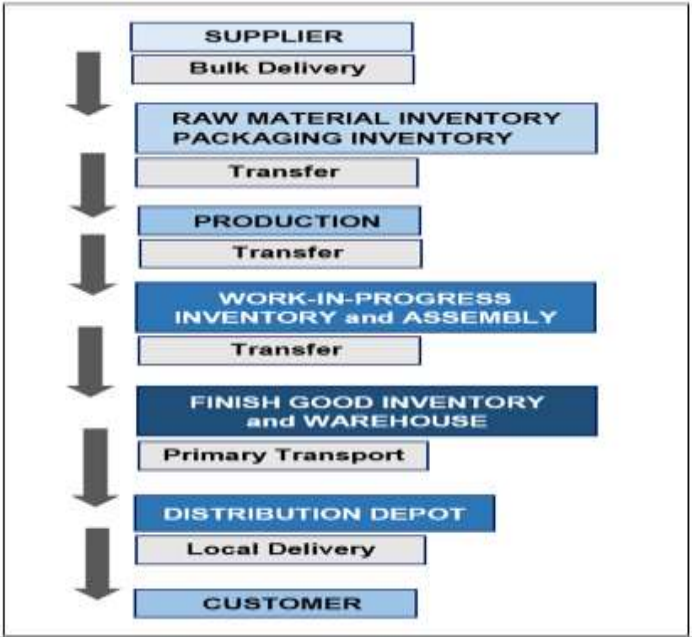 SUPPLIER
Bulk Delivery
RAW MATERIAL INVENTORY
PACKAGING INVENTORY
Transfer
PRODUCTION
Transfer
WORK-IN-PROGRESS
INVENTORY and ASSEMBLY
Transfer
FINISH GOOD INVENTORY
and WAREHOUSE
Primary Transport
DISTRIBUTION DEPOT
Local Delivery
CUSTOMER